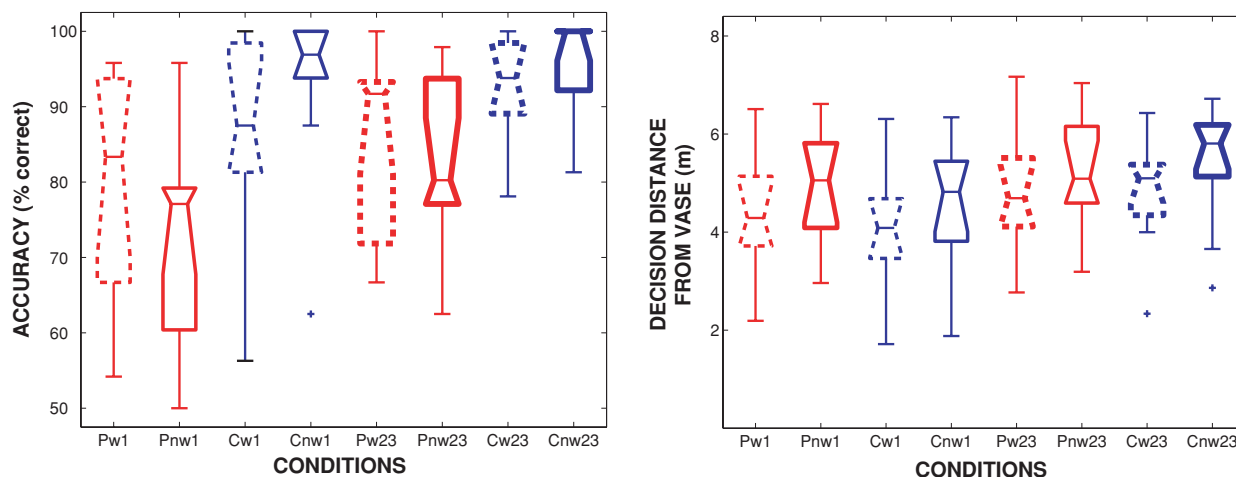 ACCURACY (% correct)
100
90
80
70
60
50
Pw1 Pnw1 Cw1 Cnw1 Pw23 Pnw23 Cw23 Cnw23
CONDITIONS
DECISION DISTANCE
FROM VASE (m)
8
6
4
2
Pw1 Pnw1 Cw1 Cnw1 Pw23 Pnw23 Cw23 Cnw23
CONDITIONS